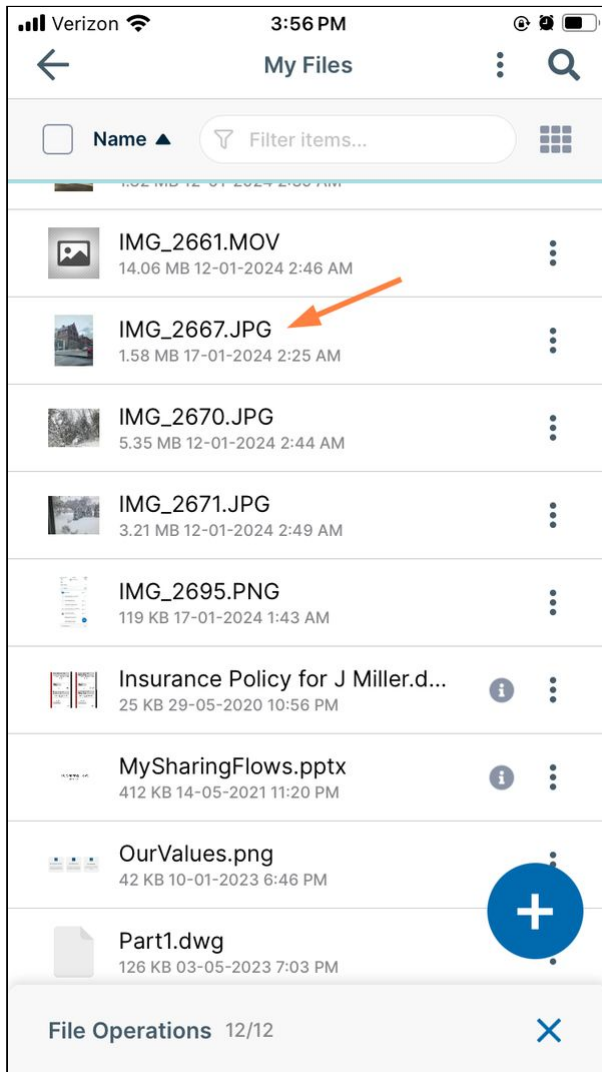 Verizon 3:56 PM
My Files
Name ▲ Filter items...
IMG_2661.MOV
14.06 MB 12-01-2024 2:46 AM
IMG_2667.JPG
1.58 MB 17-01-2024 2:25 AM
IMG_2670.JPG
5.35 MB 12-01-2024 2:44 AM
IMG_2671.JPG
3.21 MB 12-01-2024 2:49 AM
IMG_2695.PNG
119 KB 17-01-2024 1:43 AM
Insurance Policy for J Miller.d...
25 KB 29-05-2020 10:56 PM
MySharingFlows.pptx
412 KB 14-05-2021 11:20 PM
OurValues.png
42 KB 10-01-2023 6:46 PM
Part1.dwg
126 KB 03-05-2023 7:03 PM
File Operations 12/12